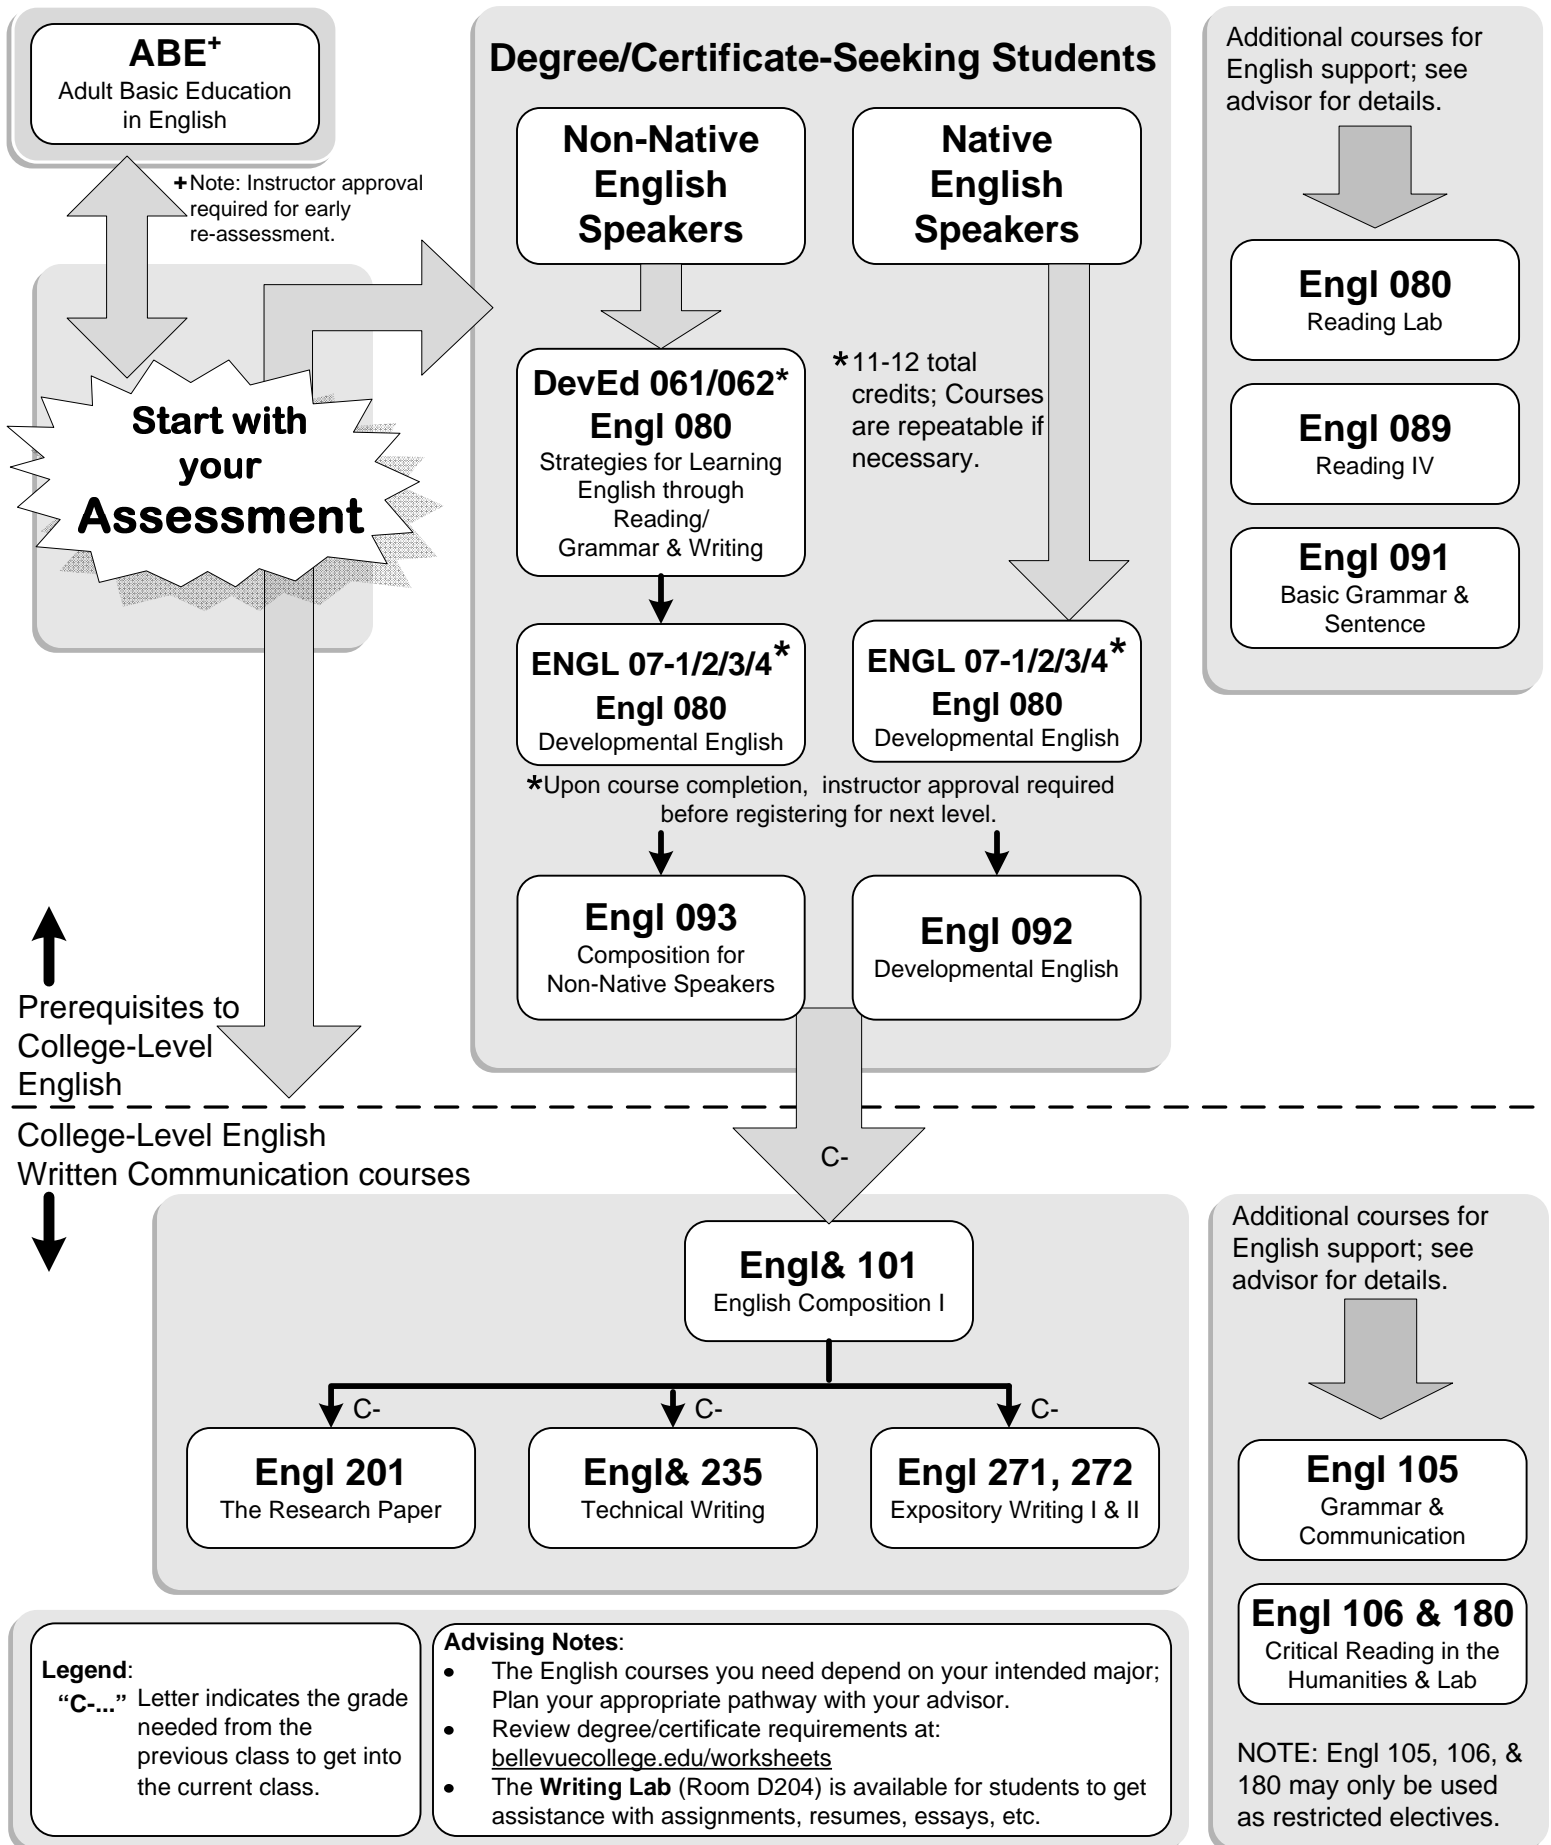 ABE+
Adult Basic Education
in English
+Note: Instructor approval
required for early
re-assessment.
Start with
your
Assessment
Degree/Certificate-Seeking Students
Non-Native
English
Speakers
Native
English
Speakers
DevEd 061/062*
Engl 080
Strategies for Learning
English through
Reading/
Grammar & Writing
*11-12 total
credits; Courses
are repeatable if
necessary.
ENGL 07-1/2/3/4*
Engl 080
Developmental English
ENGL 07-1/2/3/4*
Engl 080
Developmental English
*Upon course completion, instructor approval required
before registering for next level.
Engl 093
Composition for
Non-Native Speakers
Engl 092
Developmental English
Additional courses for
English support; see
advisor for details.
Engl 080
Reading Lab
Engl 089
Reading IV
Engl 091
Basic Grammar &
Sentence
Prerequisites to
College-Level
English
College-Level English
Written Communication courses
C-
Engl& 101
English Composition I
C-
C-
C-
Engl 201
The Research Paper
Engl& 235
Technical Writing
Engl 271, 272
Expository Writing I & II
Additional courses for
English support; see
advisor for details.
Engl 105
Grammar &
Communication
Engl 106 & 180
Critical Reading in the
Humanities & Lab
NOTE: Engl 105, 106, &
180 may only be used
as restricted electives.
Legend:
“C-...” Letter indicates the grade
needed from the
previous class to get into
the current class.
Advising Notes:
• The English courses you need depend on your intended major;
Plan your appropriate pathway with your advisor.
• Review degree/certificate requirements at:
bellevuecollege.edu/worksheets
• The Writing Lab (Room D204) is available for students to get
assistance with assignments, resumes, essays, etc.